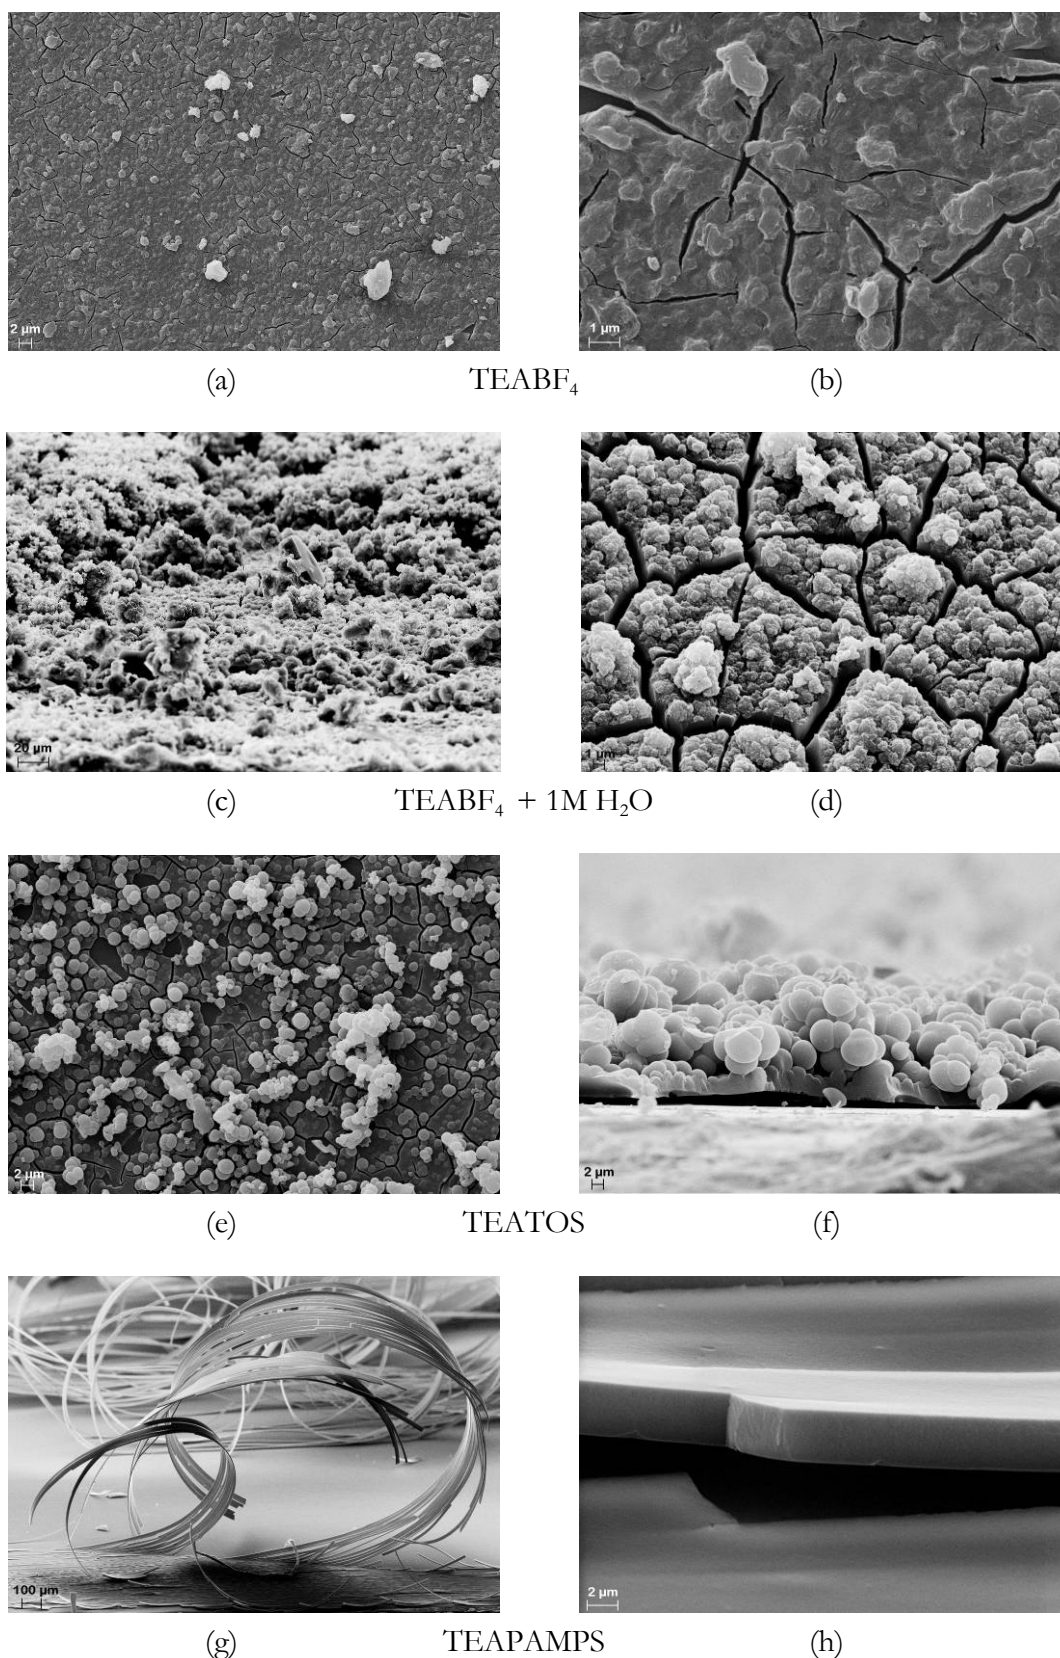 2 µm
1 µm
(a) TEABF₄ (b)
20 µm
1 µm
(c) TEABF₄ + 1M H₂O (d)
2 µm
2 µm
(e) TEATOS (f)
100 µm
2 µm
(g) TEAPAMPS (h)